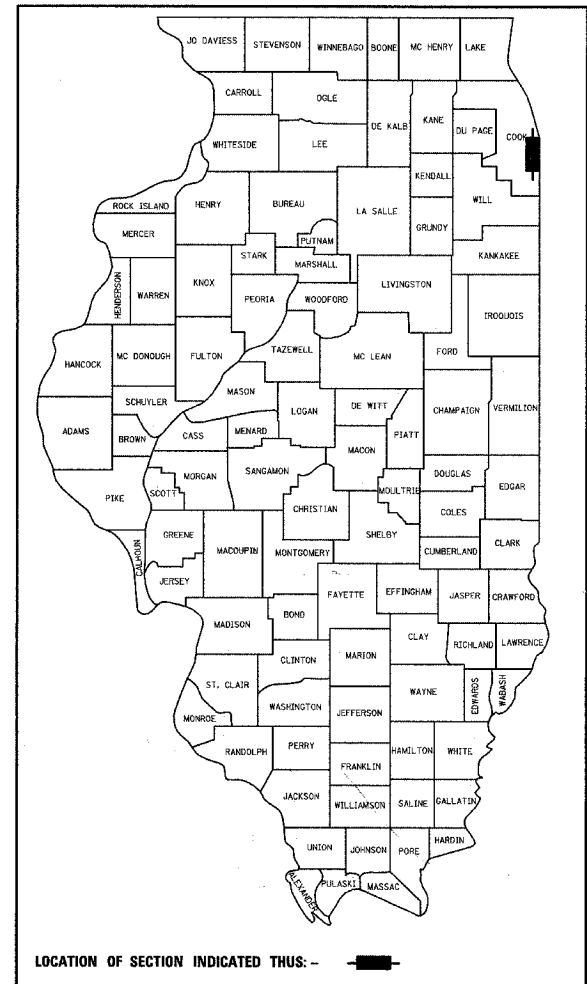 JO DAVIESS STEVENSON WINNEBAGO BOONE MC HENRY LAKE
CARROLL OGLE DE KALB KANE DU PAGE COOK
WHITESIDE LEE
KENDALL WILL
ROCK ISLAND HENRY BUREAU LA SALLE GRUNDY
MERCER PUTNAM
STARK MARSHALL KANKAKEE
HENDERSON WARREN KNOX PEORIA WOODFORD LIVINGSTON IROQUOIS
HANCOCK MC DONOUGH FULTON TAZEWELL MC LEAN FORD
MASON
SCHUYLER LOGAN DE WITT CHAMPAIGN VERMILION
ADAMS BROWN CASS MENARD MACON PIATT
SANGAMON DOUGLAS EDGAR
PIKE SCOTT MORGAN CHRISTIAN MOULTRIE COLES
CALHOUN GREENE MACOUPIN MONTGOMERY SHELBY CUMBERLAND CLARK
JERSEY
FAYETTE EFFINGHAM JASPER CRAWFORD
MADISON BOND
CLAY RICHLAND LAWRENCE
CLINTON MARION
ST. CLAIR WAYNE EDWARDS WABASH
MONROE WASHINGTON JEFFERSON
RANDOLPH PERRY HAMILTON WHITE
FRANKLIN
JACKSON WILLIAMSON SALINE GALLATIN
UNION JOHNSON PORE HARDIN
ALEXANDER PULASKI MASSAC
LOCATION OF SECTION INDICATED THUS: -